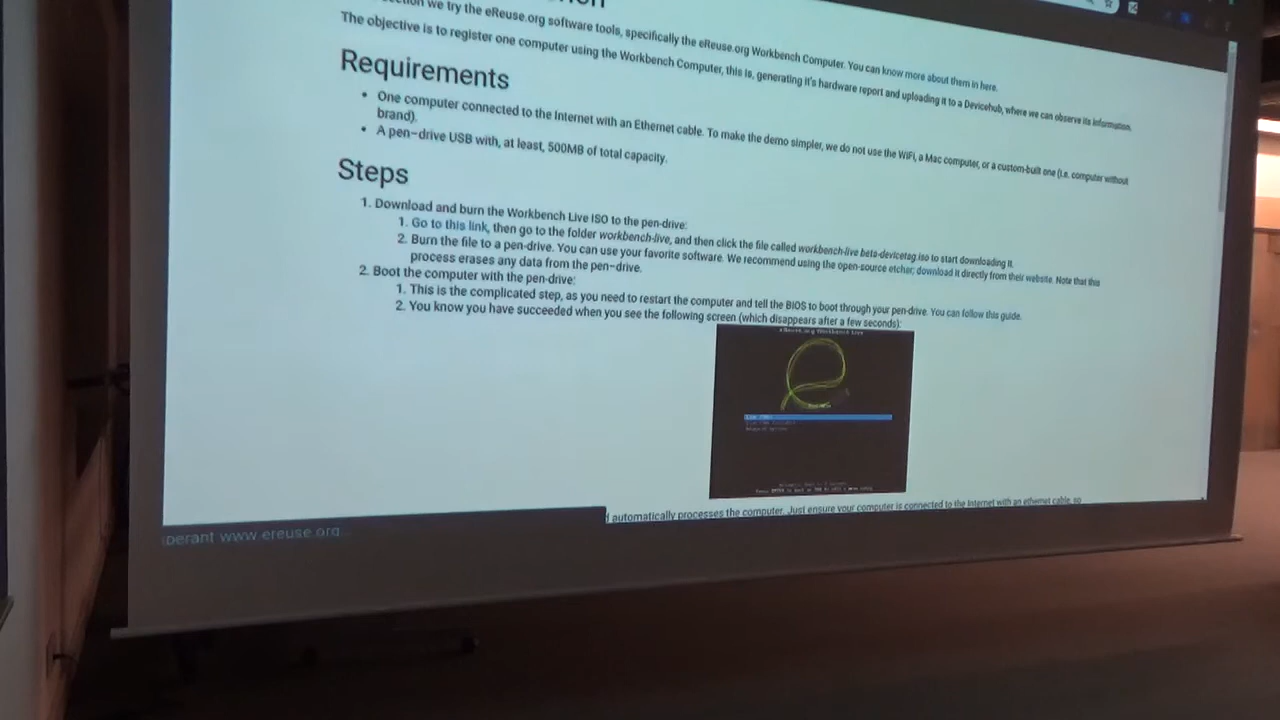 we try the eReuse.org software tools, specifically the eReuse.org Workbench Computer. You can know more about them in here.
The objective is to register one computer using the Workbench Computer, this is, generating it's hardware report and uploading it to a Devicehub, where we can observe its information.
Requirements
• One computer connected to the Internet with an Ethernet cable. To make the demo simpler, we do not use the WiFi, a Mac computer, or a custom-built one (i.e. computer without
brand).
• A pen-drive USB with, at least, 500MB of total capacity.
Steps
1. Download and burn the Workbench Live ISO to the pen-drive:
1. Go to this link, then go to the folder workbench-live, and then click the file called workbench-live beta-devicetag.iso to start downloading it.
2. Burn the file to a pen-drive. You can use your favorite software. We recommend using the open-source etcher; download it directly from their website. Note that this
process erases any data from the pen-drive.
2. Boot the computer with the pen-drive:
1. This is the complicated step, as you need to restart the computer and tell the BIOS to boot through your pen-drive. You can follow this guide.
2. You know you have succeeded when you see the following screen (which disappears after a few seconds):
eReuse.org Workbench Live
automatically processes the computer. Just ensure your computer is connected to the Internet with an ethernet cable, so
perant www.ereuse.org...